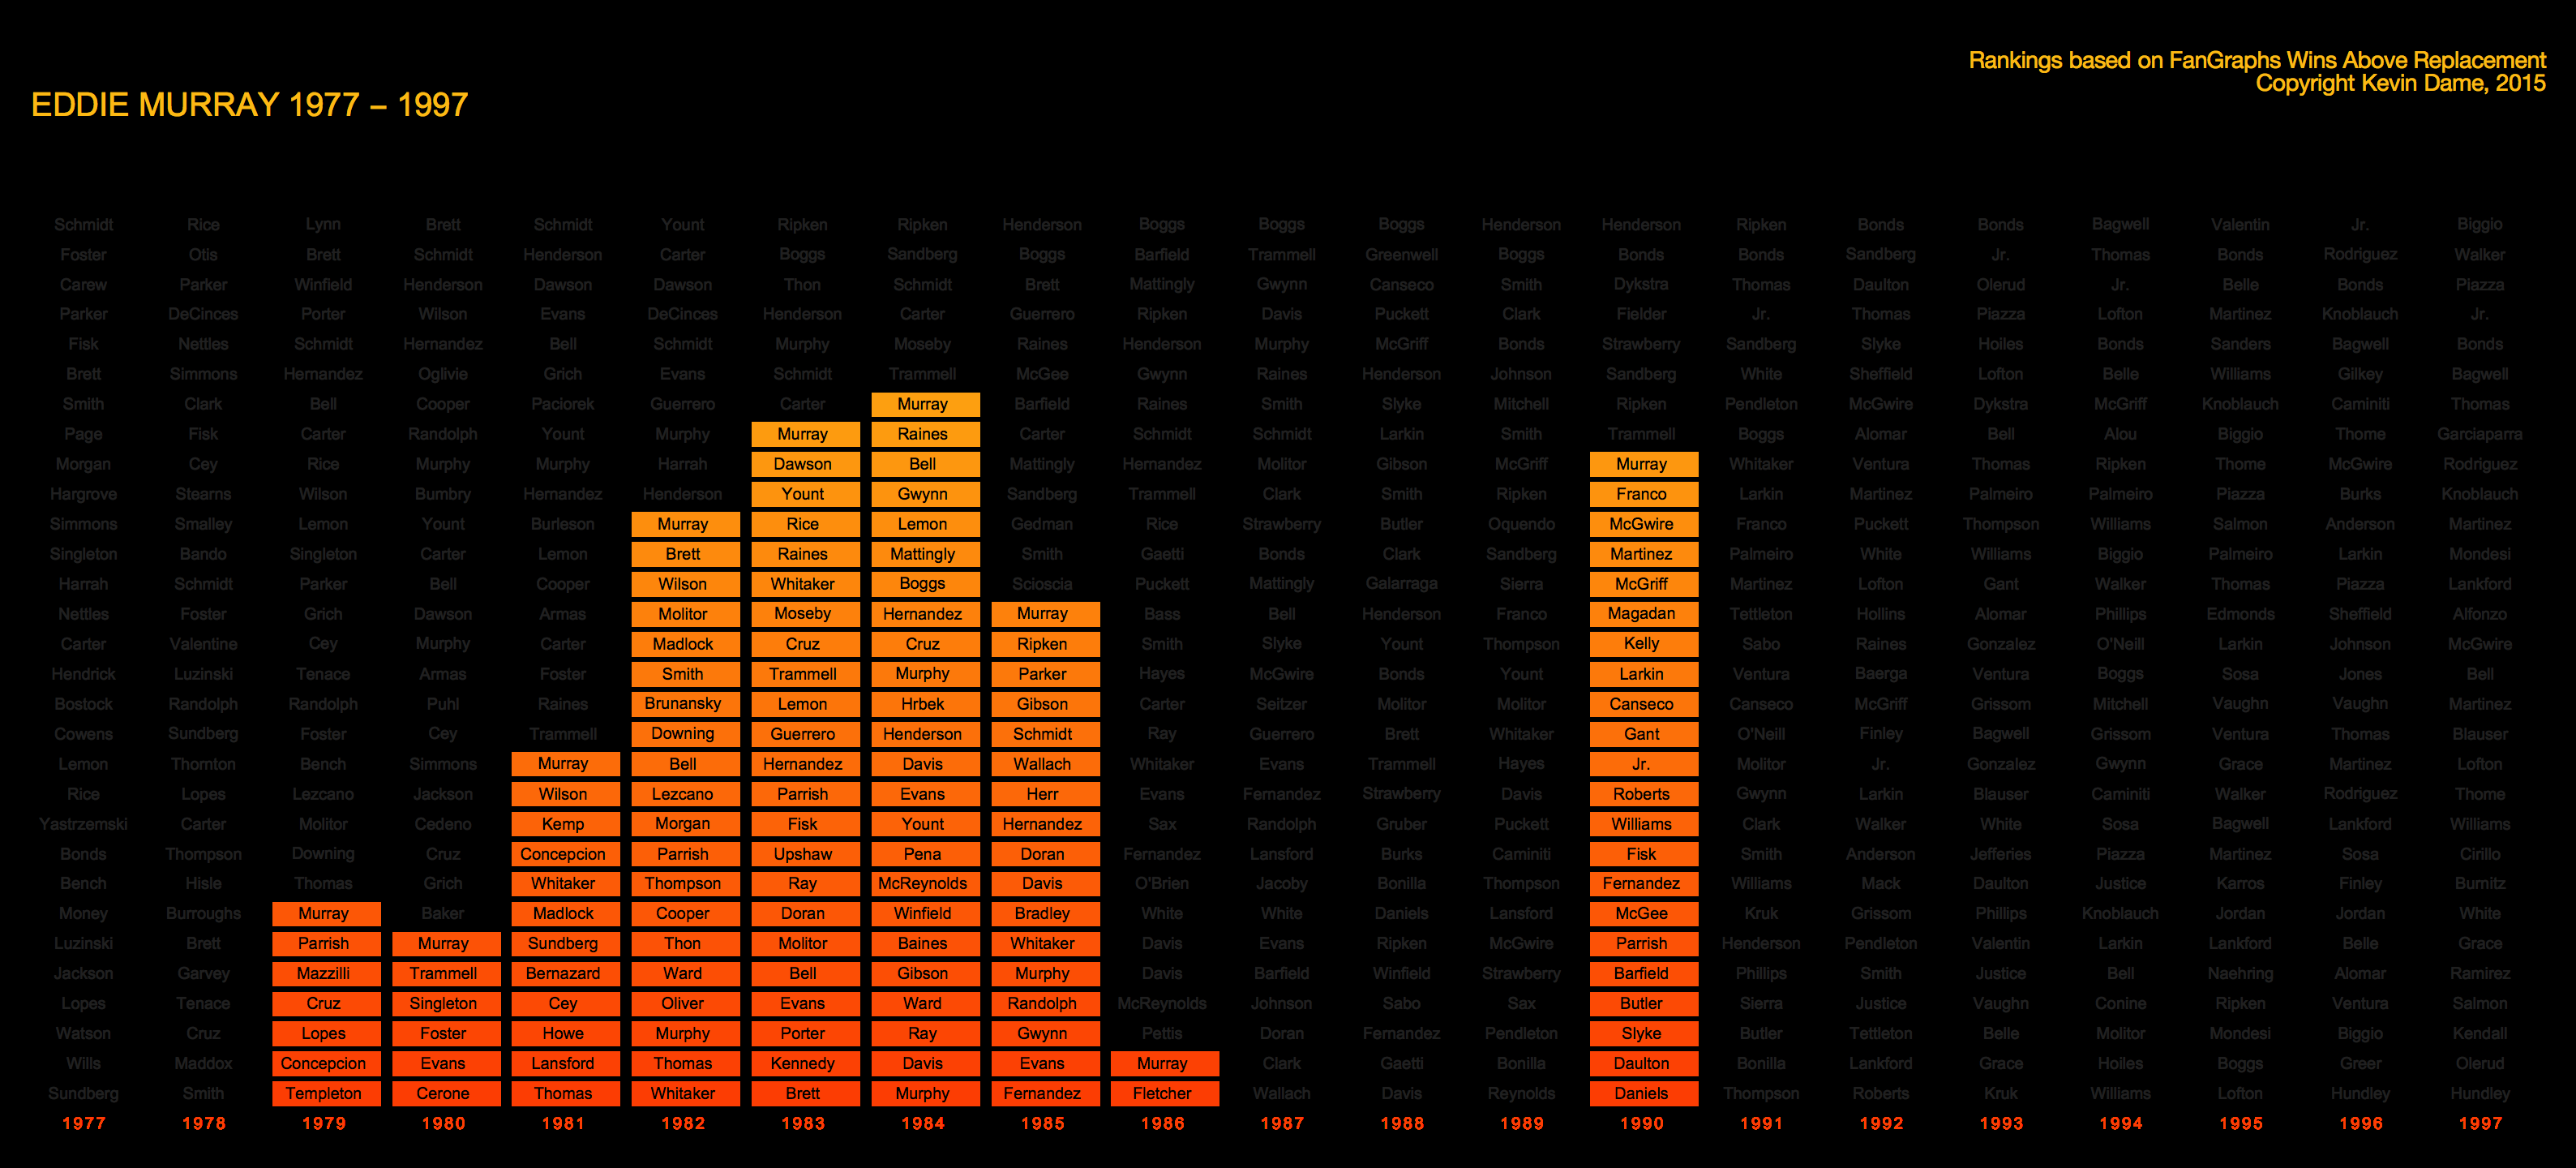 Rankings based on FanGraphs Wins Above Replacement
Copyright Kevin Dame, 2015
EDDIE MURRAY 1977 – 1997
Schmidt Rice Lynn Brett Schmidt Yount Ripken Ripken Henderson Boggs Boggs Boggs Henderson Henderson Ripken Bonds Bonds Bagwell Valentin Jr. Biggio
Foster Otis Brett Schmidt Henderson Carter Boggs Sandberg Boggs Barfield Trammell Greenwell Boggs Bonds Bonds Sandberg Jr. Thomas Bonds Rodriguez Walker
Carew Parker Winfield Henderson Dawson Dawson Thon Schmidt Brett Mattingly Gwynn Canseco Smith Dykstra Thomas Daulton Olerud Jr. Belle Bonds Piazza
Parker DeCinces Porter Wilson Evans DeCinces Henderson Carter Guerrero Ripken Davis Puckett Clark Fielder Jr. Thomas Piazza Lofton Martinez Knoblauch Jr.
Fisk Nettles Schmidt Hernandez Bell Schmidt Murphy Moseby Raines Henderson Murphy McGriff Bonds Strawberry Sandberg Slyke Hoiles Bonds Sanders Bagwell Bonds
Brett Simmons Hernandez Oglivie Grich Evans Schmidt Trammell McGee Gwynn Raines Henderson Johnson Sandberg White Sheffield Lofton Belle Williams Gilkey Bagwell
Smith Clark Bell Cooper Paciorek Guerrero Carter Murray Barfield Raines Smith Slyke Mitchell Ripken Pendleton McGwire Dykstra McGriff Knoblauch Caminiti Thomas
Page Fisk Carter Randolph Yount Murphy Murray Raines Carter Schmidt Schmidt Larkin Smith Trammell Boggs Alomar Bell Alou Biggio Thome Garciaparra
Morgan Cey Rice Murphy Murphy Harrah Dawson Bell Mattingly Hernandez Molitor Gibson McGriff Murray Whitaker Ventura Thomas Ripken Thome McGwire Rodriguez
Hargrove Stearns Wilson Bumbry Hernandez Henderson Yount Gwynn Sandberg Trammell Clark Smith Ripken Franco Larkin Martinez Palmeiro Palmeiro Piazza Burks Knoblauch
Simmons Smalley Lemon Yount Burleson Murray Rice Lemon Gedman Rice Strawberry Butler Oquendo McGwire Franco Puckett Thompson Williams Salmon Anderson Martinez
Singleton Bando Singleton Carter Lemon Brett Raines Mattingly Smith Gaetti Bonds Clark Sandberg Martinez Palmeiro White Williams Biggio Palmeiro Larkin Mondesi
Harrah Schmidt Parker Bell Cooper Wilson Whitaker Boggs Scioscia Puckett Mattingly Galarraga Sierra McGriff Martinez Lofton Gant Walker Thomas Piazza Lankford
Nettles Foster Grich Dawson Armas Molitor Moseby Hernandez Murray Bass Bell Henderson Franco Magadan Tettleton Hollins Alomar Phillips Edmonds Sheffield Alfonzo
Carter Valentine Cey Murphy Carter Madlock Cruz Cruz Ripken Smith Slyke Yount Thompson Kelly Sabo Raines Gonzalez O'Neill Larkin Johnson McGwire
Hendrick Luzinski Tenace Armas Foster Smith Trammell Murphy Parker Hayes McGwire Bonds Yount Larkin Ventura Baerga Ventura Boggs Sosa Jones Bell
Bostock Randolph Randolph Puhl Raines Brunansky Lemon Hrbek Gibson Carter Seitzer Molitor Molitor Canseco Canseco McGriff Grissom Mitchell Vaughn Vaughn Martinez
Cowens Sundberg Foster Cey Trammell Downing Guerrero Henderson Schmidt Ray Guerrero Brett Whitaker Gant O'Neill Finley Bagwell Grissom Ventura Thomas Blauser
Lemon Thornton Bench Simmons Murray Bell Hernandez Davis Wallach Whitaker Evans Trammell Hayes Jr. Molitor Jr. Gonzalez Gwynn Grace Martinez Lofton
Rice Lopes Lezcano Jackson Wilson Lezcano Parrish Evans Herr Evans Fernandez Strawberry Davis Roberts Gwynn Larkin Blauser Caminiti Walker Rodriguez Thome
Yastrzemski Carter Molitor Cedeno Kemp Morgan Fisk Yount Hernandez Sax Randolph Gruber Puckett Williams Clark Walker White Sosa Bagwell Lankford Williams
Bonds Thompson Downing Cruz Concepcion Parrish Upshaw Pena Doran Fernandez Lansford Burks Caminiti Fisk Smith Anderson Jefferies Piazza Martinez Sosa Cirillo
Bench Hisle Thomas Grich Whitaker Thompson Ray McReynolds Davis O'Brien Jacoby Bonilla Thompson Fernandez Williams Mack Daulton Justice Karros Finley Burnitz
Money Burroughs Murray Baker Madlock Cooper Doran Winfield Bradley White White Daniels Lansford McGee Kruk Grissom Phillips Knoblauch Jordan Jordan White
Luzinski Brett Parrish Murray Sundberg Thon Molitor Baines Whitaker Davis Evans Ripken McGwire Parrish Henderson Pendleton Valentin Larkin Lankford Belle Grace
Jackson Garvey Mazzilli Trammell Bernazard Ward Bell Gibson Murphy Davis Barfield Winfield Strawberry Barfield Phillips Smith Justice Bell Naehring Alomar Ramirez
Lopes Tenace Cruz Singleton Cey Oliver Evans Ward Randolph McReynolds Johnson Sabo Sax Butler Sierra Justice Vaughn Conine Ripken Ventura Salmon
Watson Cruz Lopes Foster Howe Murphy Porter Ray Gwynn Pettis Doran Fernandez Pendleton Slyke Butler Tettleton Belle Molitor Mondesi Biggio Kendall
Wills Maddox Concepcion Evans Lansford Thomas Kennedy Davis Evans Murray Clark Gaetti Bonilla Daulton Bonilla Lankford Grace Hoiles Boggs Greer Olerud
Sundberg Smith Templeton Cerone Thomas Whitaker Brett Murphy Fernandez Fletcher Wallach Davis Reynolds Daniels Thompson Roberts Kruk Williams Lofton Hundley Hundley
1977 1978 1979 1980 1981 1982 1983 1984 1985 1986 1987 1988 1989 1990 1991 1992 1993 1994 1995 1996 1997